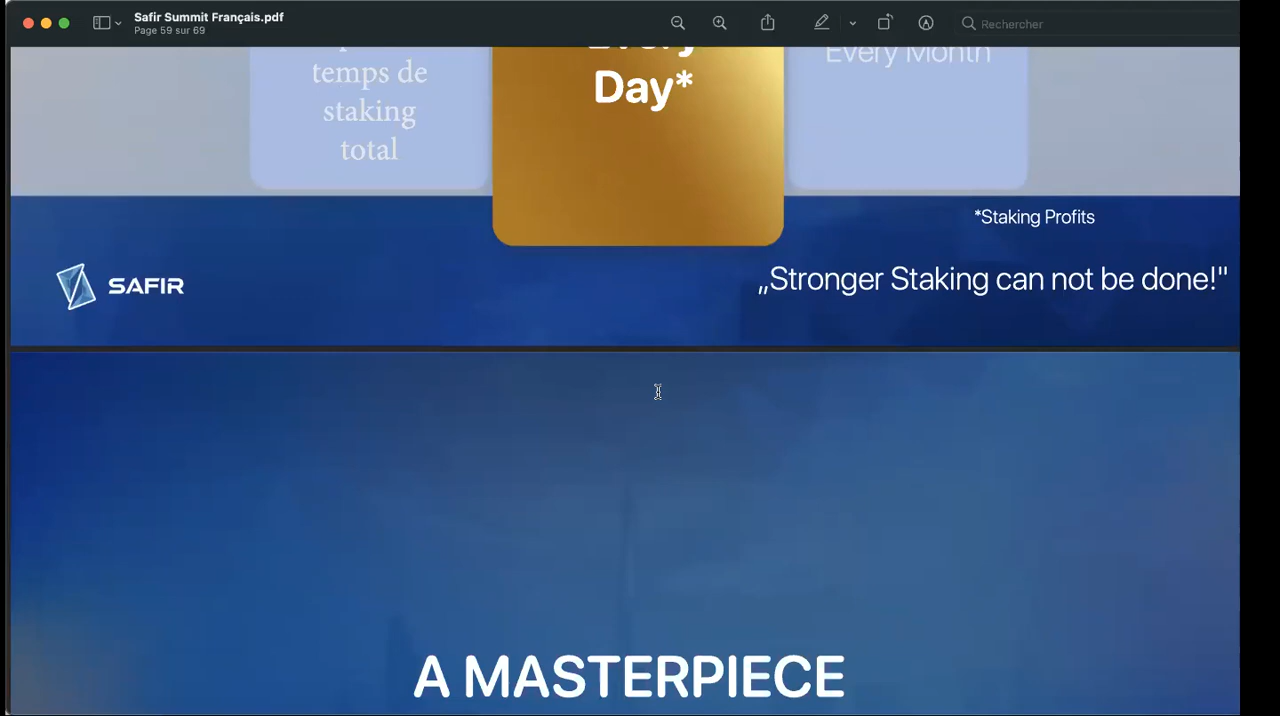 Safir Summit Français.pdf
Page 59 sur 69
Rechercher
temps de
staking
total
Every
Day*
Every Month
*Staking Profits
SAFIR
„Stronger Staking can not be done!"
A MASTERPIECE